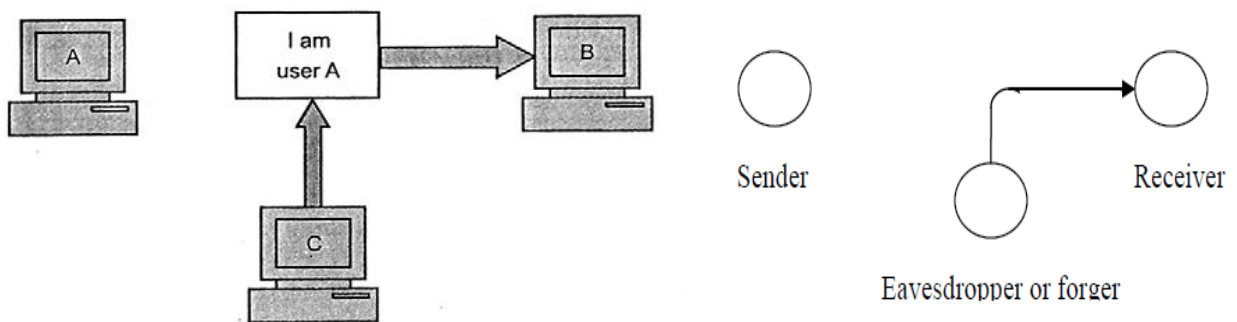 A
I am
user A
B
C
Sender
Receiver
Eavesdropper or forger